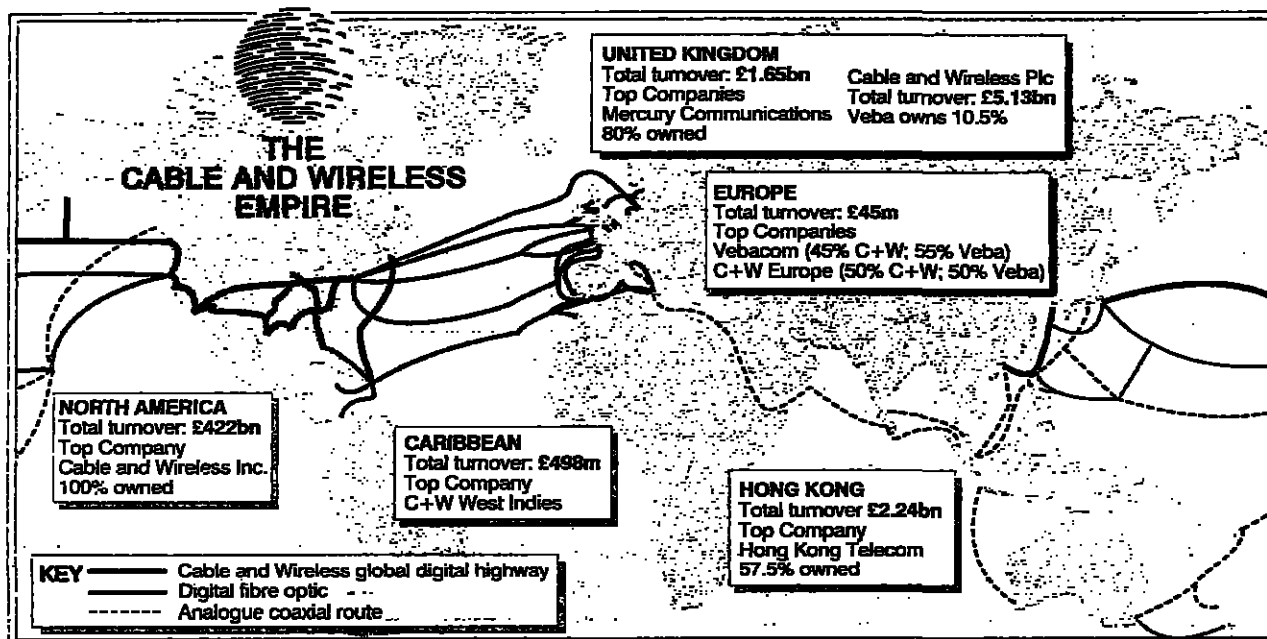 THE
CABLE AND WIRELESS
EMPIRE
UNITED KINGDOM
Total turnover: £1.65bn
Top Companies
Mercury Communications
80% owned
Cable and Wireless Plc
Total turnover: £5.13bn
Veba owns 10.5%
EUROPE
Total turnover: £45m
Top Companies
Vebacom (45% C+W; 55% Veba)
C+W Europe (50% C+W; 50% Veba)
NORTH AMERICA
Total turnover: £422bn
Top Company
Cable and Wireless Inc.
100% owned
CARIBBEAN
Total turnover: £498m
Top Company
C+W West Indies
HONG KONG
Total turnover £2.24bn
Top Company
Hong Kong Telecom
57.5% owned
KEY
Cable and Wireless global digital highway
Digital fibre optic
Analogue coaxial route